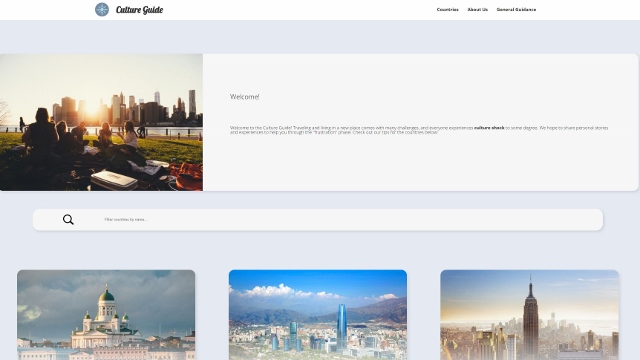 Culture Guide
Countries About Us General Guidance
Welcome!
Welcome to the Culture Guide! Traveling and living in a new place comes with many challenges, and everyone experiences culture shock to some degree. We hope to share personal stories
and experiences to help you through the "frustration" phase. Check out our tips for the countries below!
Filter countries by name...